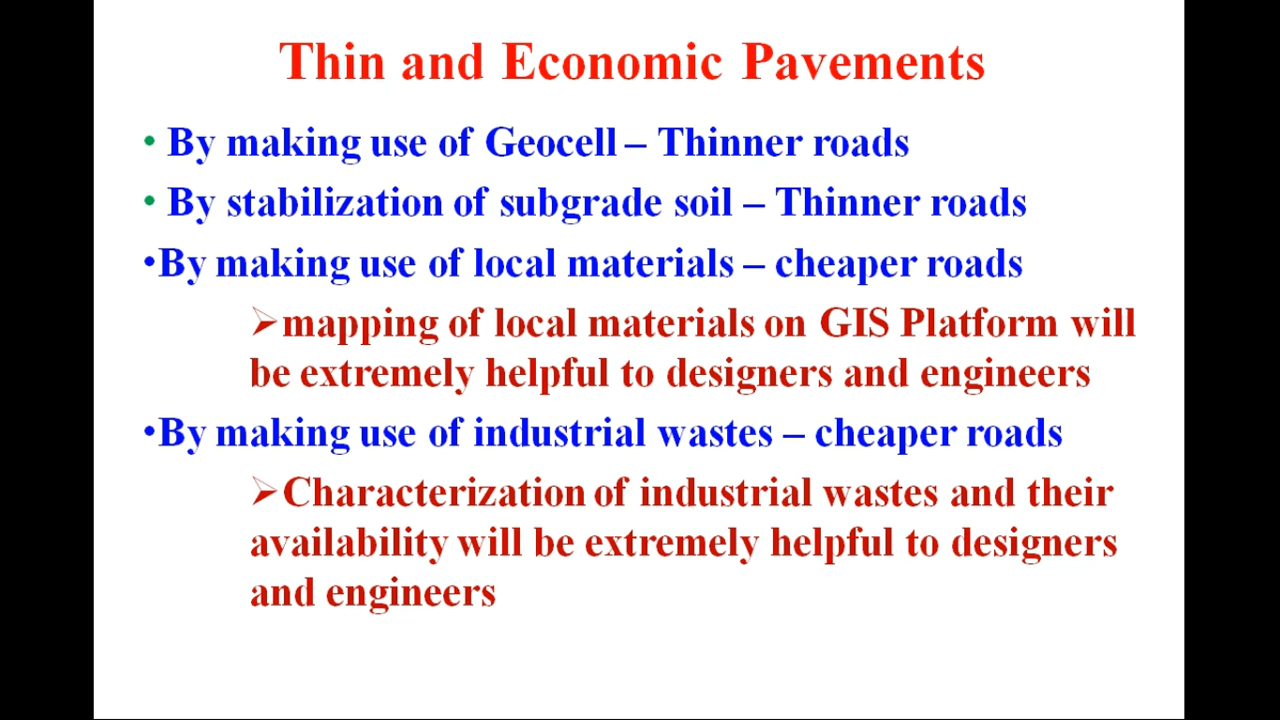 Thin and Economic Pavements
• By making use of Geocell – Thinner roads
• By stabilization of subgrade soil – Thinner roads
•By making use of local materials – cheaper roads
➢mapping of local materials on GIS Platform will
be extremely helpful to designers and engineers
•By making use of industrial wastes – cheaper roads
➢Characterization of industrial wastes and their
availability will be extremely helpful to designers
and engineers